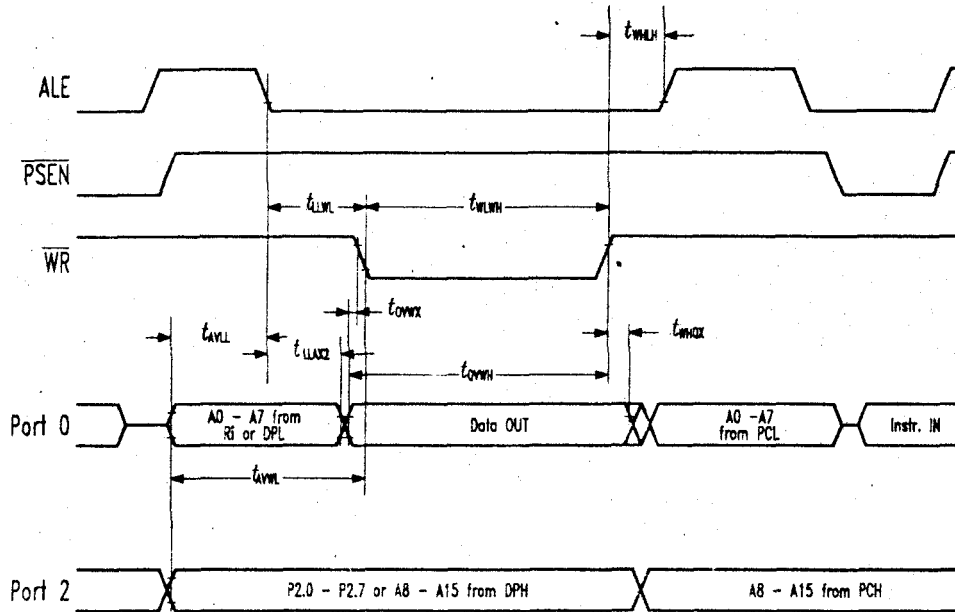 tWHLH
ALE
PSEN
tLLWL
tWLWH
WR
tQVWX
tAVLL
tLLAX2
tWHQX
tQVWH
Port 0
A0 - A7 from
Ri or DPL
Data OUT
A0 -A7
from PCL
Instr. IN
tAVWL
Port 2
P2.0 - P2.7 or A8 - A15 from DPH
A8 - A15 from PCH